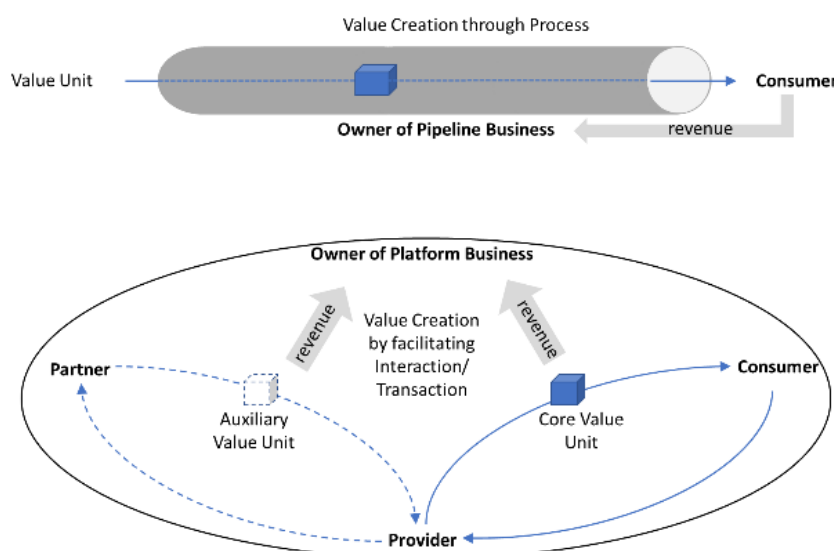 Value Creation through Process
Value Unit
Consumer
Owner of Pipeline Business
revenue
Owner of Platform Business
revenue
revenue
Value Creation
by facilitating
Interaction/
Transaction
Partner
Consumer
Auxiliary
Value Unit
Core Value
Unit
Provider